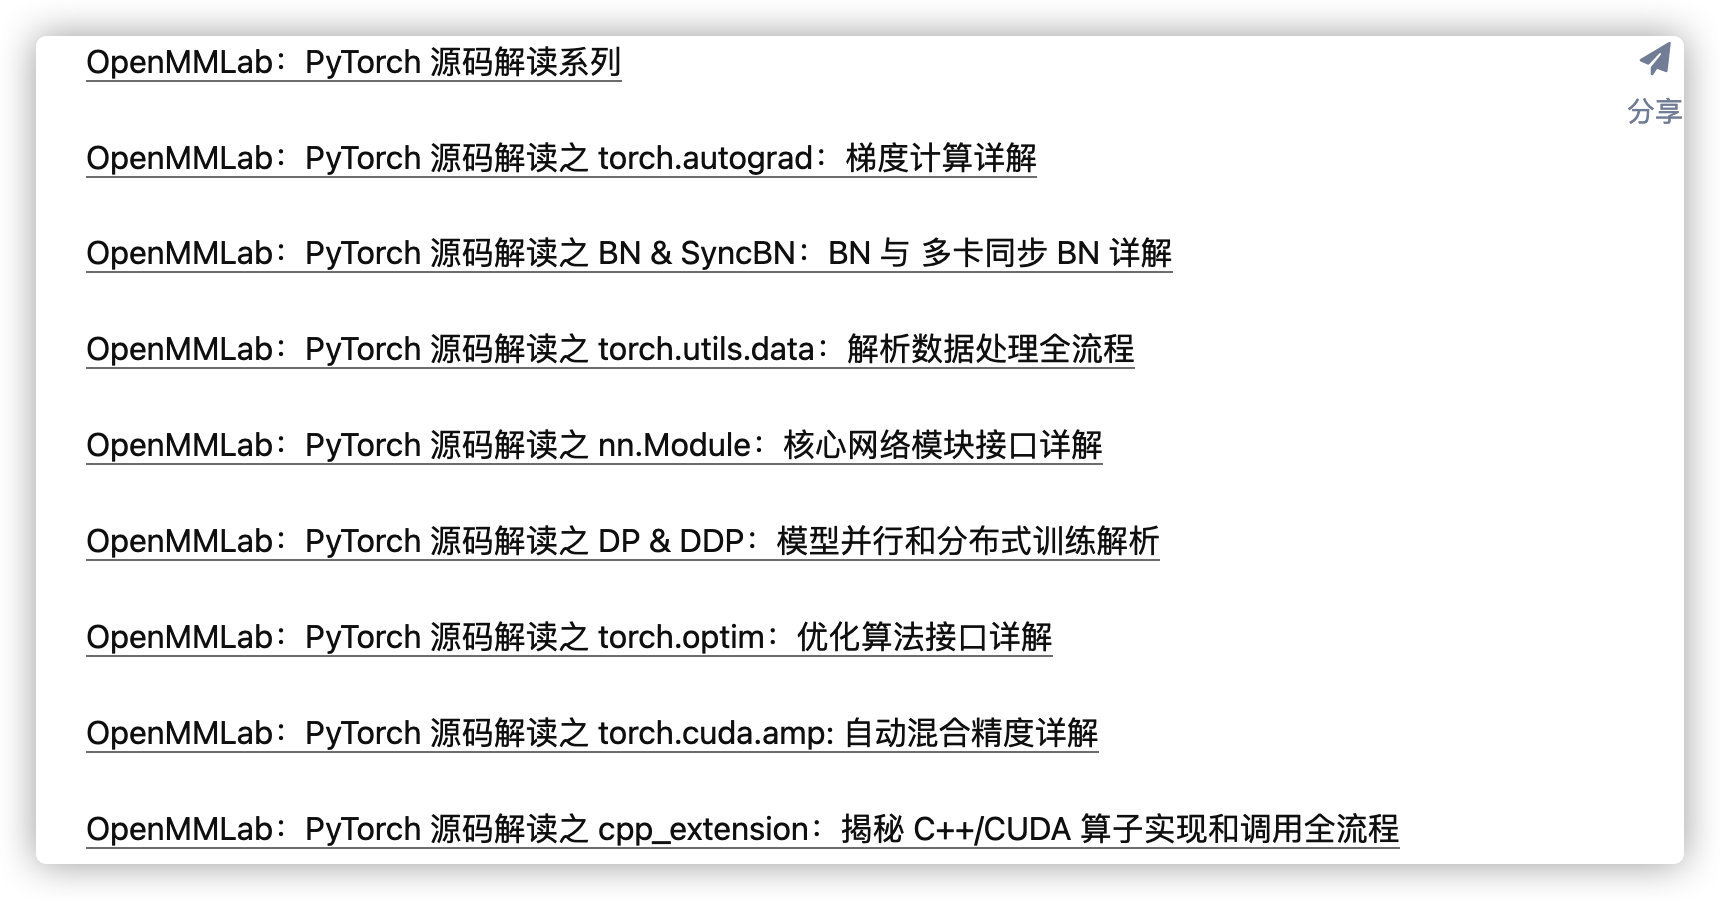 OpenMMLab：PyTorch 源码解读系列
分享
OpenMMLab：PyTorch 源码解读之 torch.autograd：梯度计算详解
OpenMMLab：PyTorch 源码解读之 BN & SyncBN：BN 与 多卡同步 BN 详解
OpenMMLab：PyTorch 源码解读之 torch.utils.data：解析数据处理全流程
OpenMMLab：PyTorch 源码解读之 nn.Module：核心网络模块接口详解
OpenMMLab：PyTorch 源码解读之 DP & DDP：模型并行和分布式训练解析
OpenMMLab：PyTorch 源码解读之 torch.optim：优化算法接口详解
OpenMMLab：PyTorch 源码解读之 torch.cuda.amp: 自动混合精度详解
OpenMMLab：PyTorch 源码解读之 cpp_extension：揭秘 C++/CUDA 算子实现和调用全流程